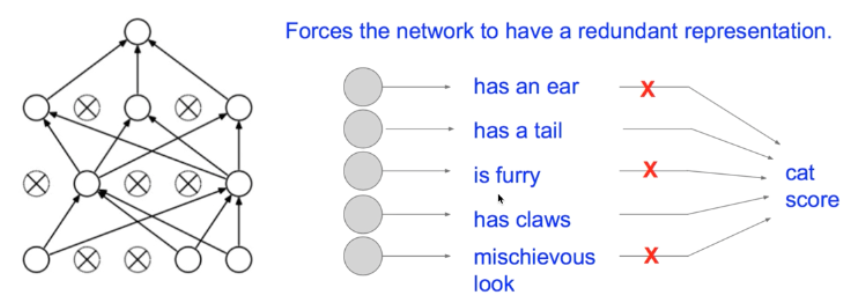 Forces the network to have a redundant representation.
has an ear
X
has a tail
is furry
X
has claws
mischievous
look
X
cat
score